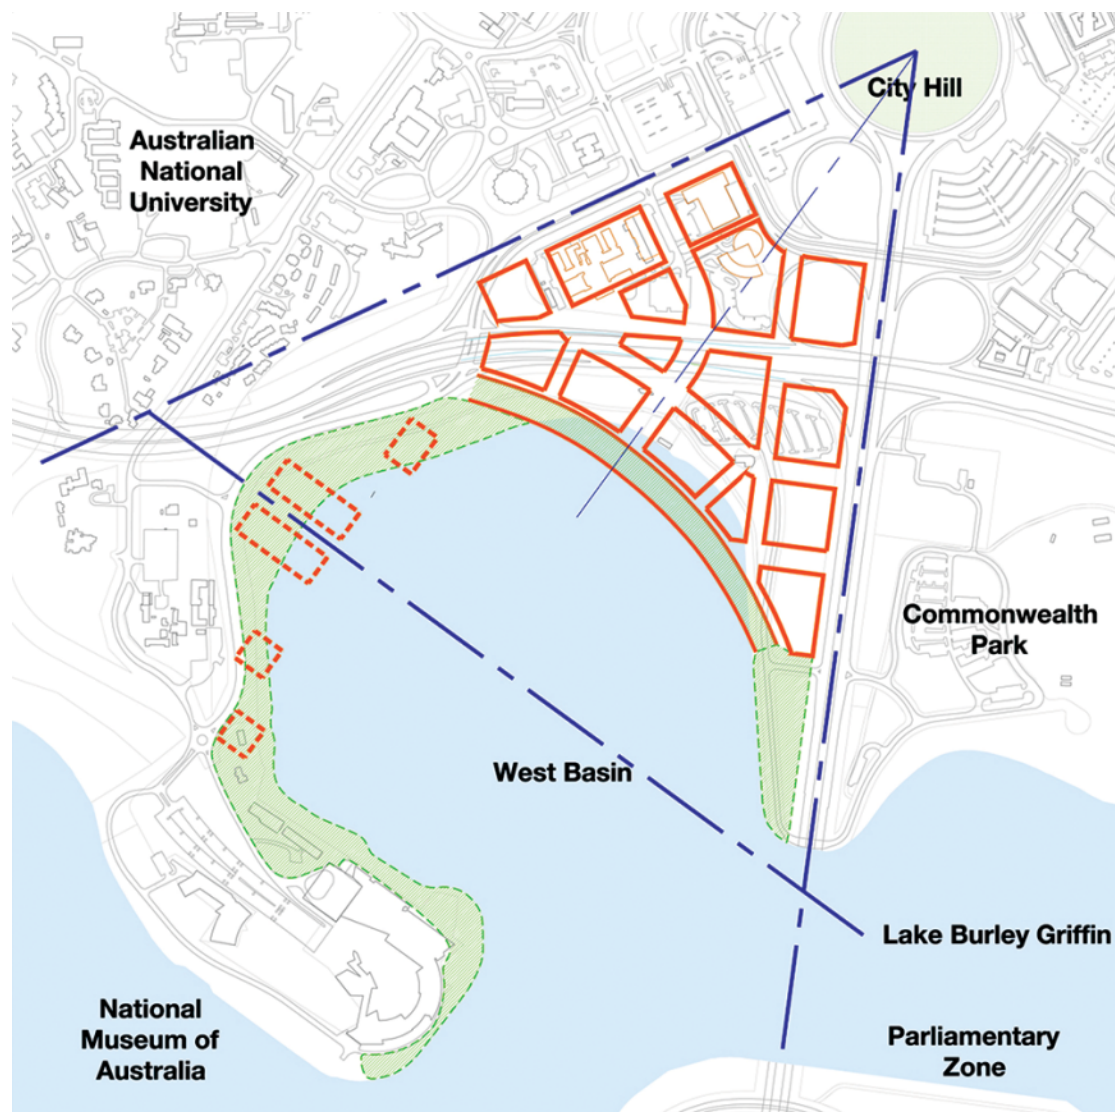 City Hill
Australian
National
University
Commonwealth
Park
West Basin
Lake Burley Griffin
National
Museum of
Australia
Parliamentary
Zone